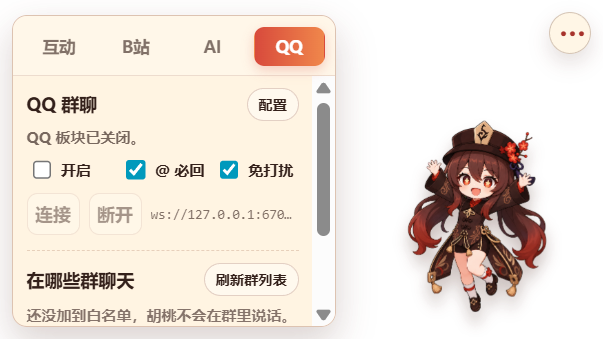 互动 B站 AI QQ
QQ 群聊 配置
QQ 板块已关闭。
开启 @ 必回 免打扰
连接 断开 ws://127.0.0.1:670…
在哪些群聊天 刷新群列表
还没加到白名单，胡桃不会在群里说话。